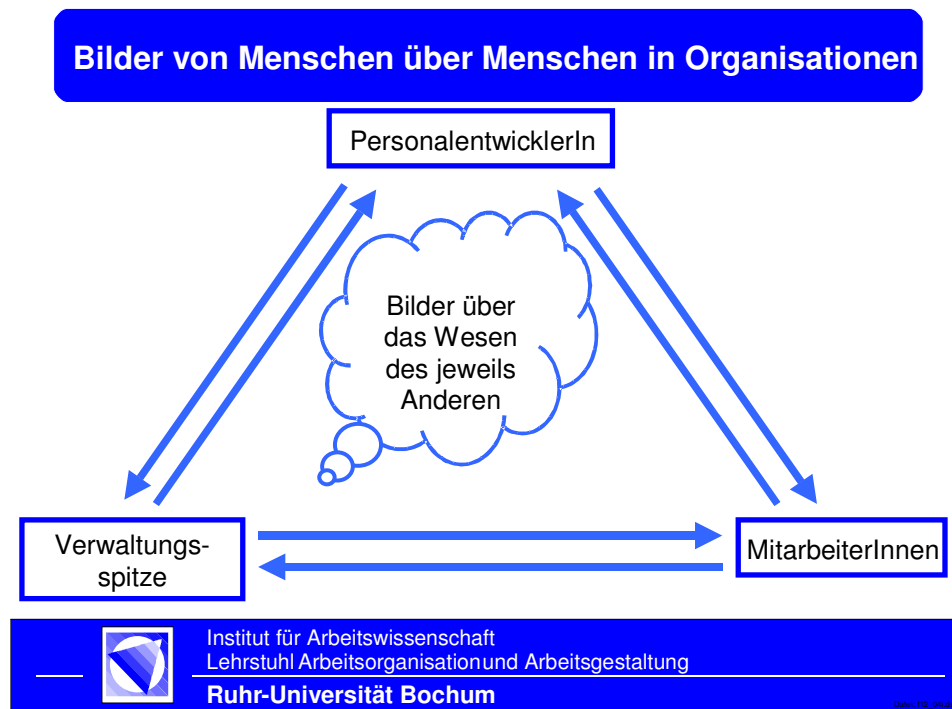 Bilder von Menschen über Menschen in Organisationen
PersonalentwicklerIn
Bilder über
das Wesen
des jeweils
Anderen
Verwaltungs-
spitze
MitarbeiterInnen
Institut für Arbeitswissenschaft
Lehrstuhl Arbeitsorganisation und Arbeitsgestaltung
Ruhr-Universität Bochum